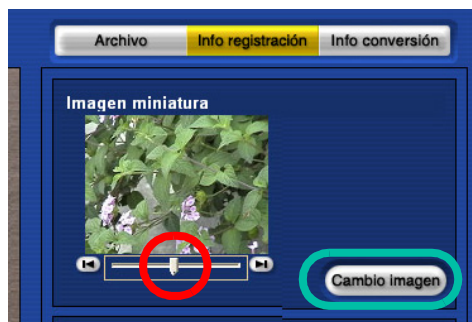 Archivo Info registración Info conversión
Imagen miniatura
Cambio imagen